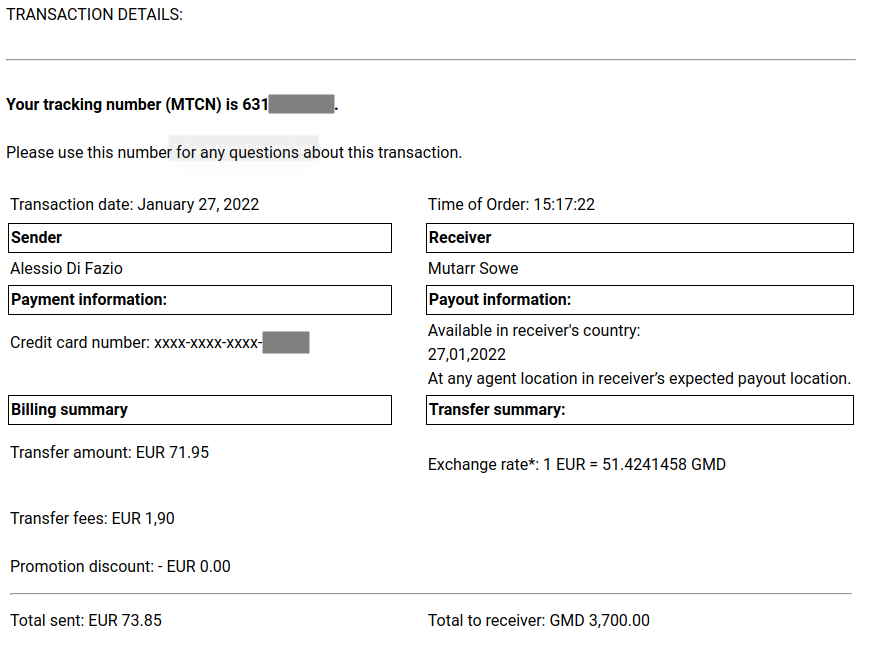 TRANSACTION DETAILS:
Your tracking number (MTCN) is 631 .
Please use this number for any questions about this transaction.
Transaction date: January 27, 2022
Time of Order: 15:17:22
Sender
Receiver
Alessio Di Fazio
Mutarr Sowe
Payment information:
Payout information:
Credit card number: xxxx-xxxx-xxxx-
Available in receiver's country:
27,01,2022
At any agent location in receiver’s expected payout location.
Billing summary
Transfer summary:
Transfer amount: EUR 71.95
Exchange rate*: 1 EUR = 51.4241458 GMD
Transfer fees: EUR 1,90
Promotion discount: - EUR 0.00
Total sent: EUR 73.85
Total to receiver: GMD 3,700.00